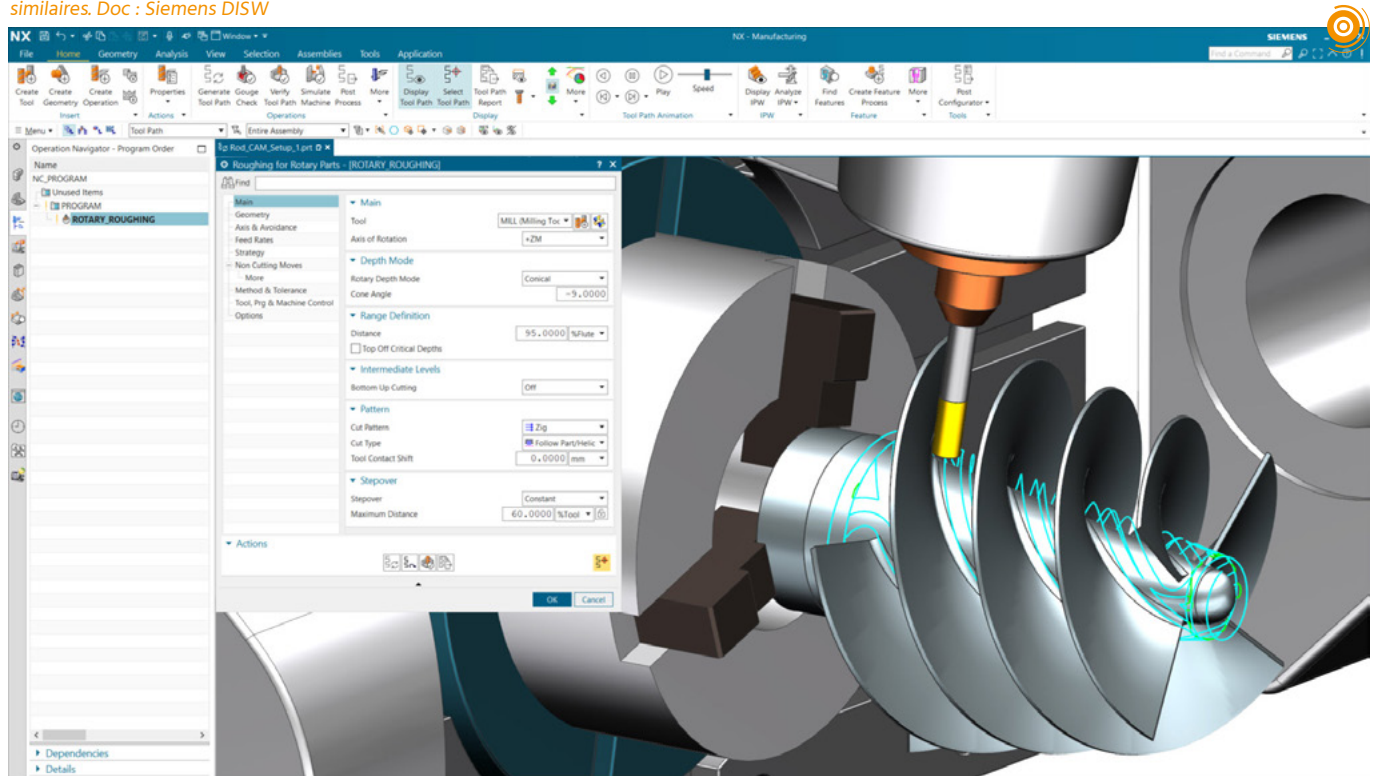 similaires. Doc : Siemens DISW
NX Window NX - Manufacturing SIEMENS
File Home Geometry Analysis View Selection Assemblies Tools Application Find a Command
Create Tool Create Geometry Create Operation Properties Generate Tool Path Gouge Check Verify Tool Path Simulate Machine Post Process More Display Tool Path Select Tool Path Tool Path Report More Play Speed Display IPW Analyze IPW Find Features Create Feature Process More Post Configurator
Insert Actions Operations Display Tool Path Animation IPW Feature Tools
Menu Tool Path Entire Assembly
Operation Navigator - Program Order
Name
NC_PROGRAM
Unused Items
PROGRAM
ROTARY_ROUGHING
Dependencies
Details
Rod_CAM_Setup_1.prt
Roughing for Rotary Parts - [ROTARY_ROUGHING] ? X
Find
Main
Geometry
Axis & Avoidance
Feed Rates
Strategy
Non Cutting Moves
More
Method & Tolerance
Tool, Prg & Machine Control
Options
Main
Tool MILL (Milling Toc
Axis of Rotation +ZM
Depth Mode
Rotary Depth Mode Conical
Cone Angle -9.0000
Range Definition
Distance 95.0000 %Flute
Top Off Critical Depths
Intermediate Levels
Bottom Up Cutting Off
Pattern
Cut Pattern Zig
Cut Type Follow Part/Helic
Tool Contact Shift 0.0000 mm
Stepover
Stepover Constant
Maximum Distance 60.0000 %Tool
Actions
OK Cancel